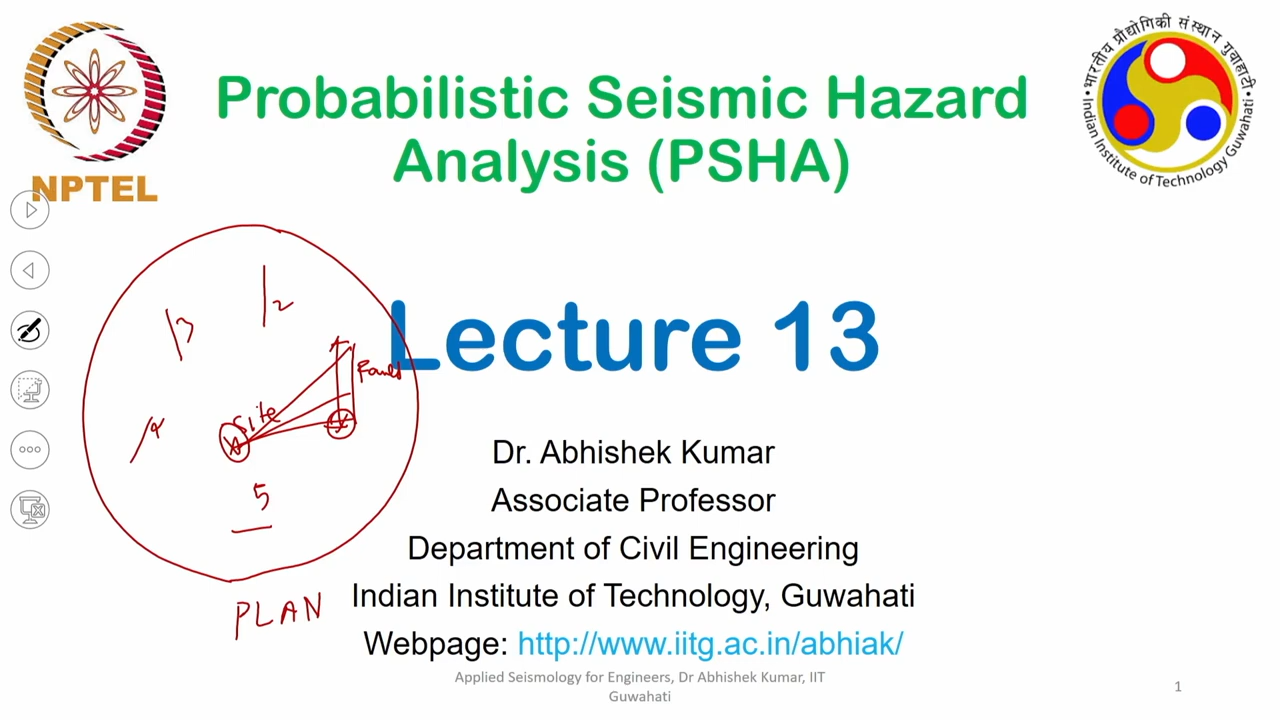 Probabilistic Seismic Hazard
Analysis (PSHA)
NPTEL
भारतीय प्रौद्योगिकी संस्थान गुवाहाटी
Indian Institute of Technology Guwahati
Lecture 13
2
3
Fault
Site
4
5
PLAN
Dr. Abhishek Kumar
Associate Professor
Department of Civil Engineering
Indian Institute of Technology, Guwahati
Webpage: http://www.iitg.ac.in/abhiak/
Applied Seismology for Engineers, Dr Abhishek Kumar, IIT
Guwahati
1